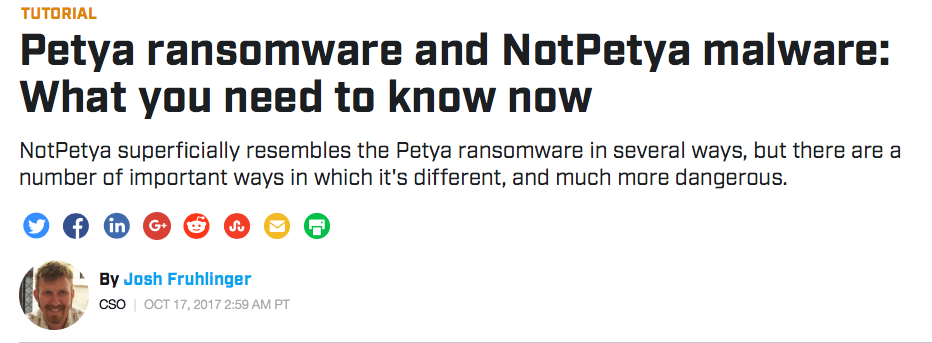 TUTORIAL
Petya ransomware and NotPetya malware:
What you need to know now
NotPetya superficially resembles the Petya ransomware in several ways, but there are a
number of important ways in which it's different, and much more dangerous.
G+
By Josh Fruhlinger
CSO | OCT 17, 2017 2:59 AM PT